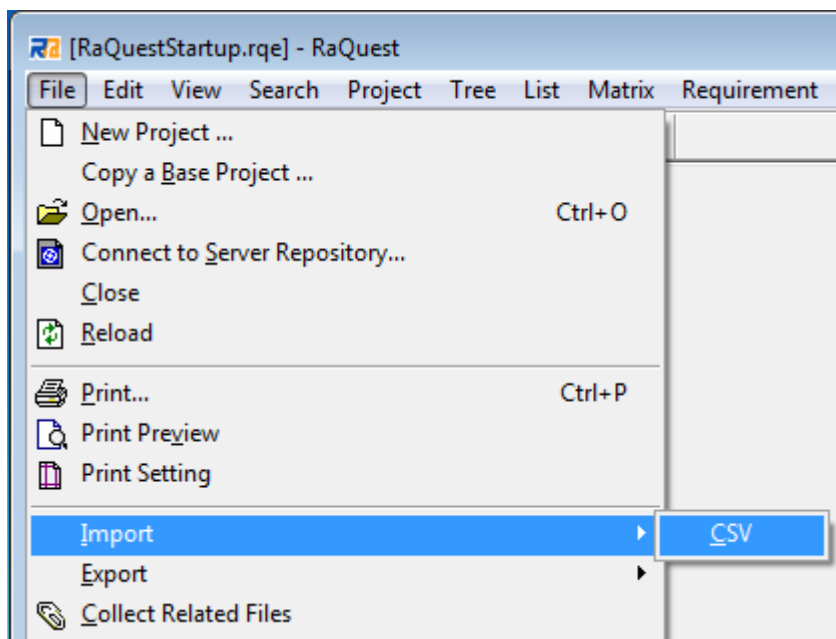 Ra [RaQuestStartup.rqe] - RaQuest
File Edit View Search Project Tree List Matrix Requirement
New Project ...
Copy a Base Project ...
Open... Ctrl+O
Connect to Server Repository...
Close
Reload
Print... Ctrl+P
Print Preview
Print Setting
Import CSV
Export
Collect Related Files